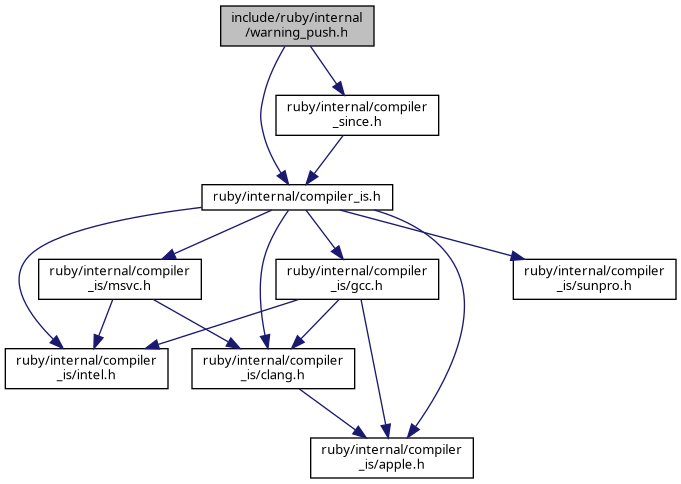 include/ruby/internal
/warning_push.h
ruby/internal/compiler
_since.h
ruby/internal/compiler_is.h
ruby/internal/compiler
_is/msvc.h
ruby/internal/compiler
_is/gcc.h
ruby/internal/compiler
_is/sunpro.h
ruby/internal/compiler
_is/intel.h
ruby/internal/compiler
_is/clang.h
ruby/internal/compiler
_is/apple.h